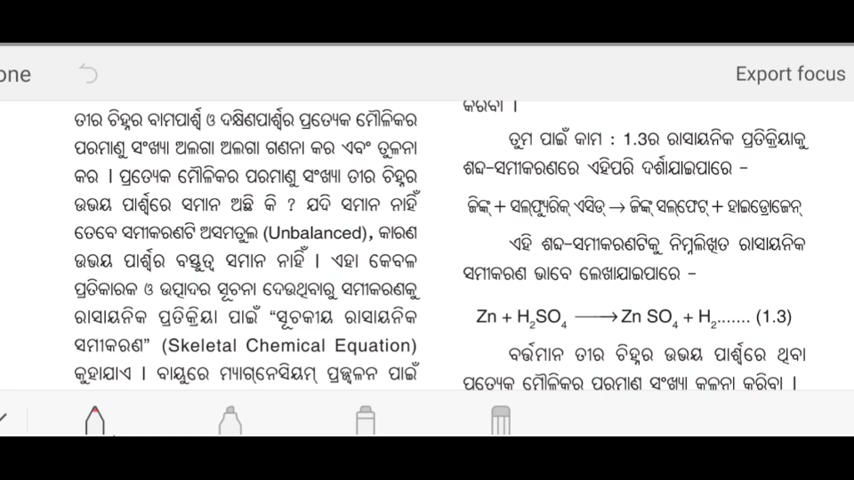 one
Export focus
ତୀର ଚିହ୍ନର ବାମପାର୍ଶ୍ୱ ଓ ଦକ୍ଷିଣପାର୍ଶ୍ୱର ପ୍ରତ୍ୟେକ ମୌଳିକର
ପରମାଣୁ ସଂଖ୍ୟା ଅଲଗା ଅଲଗା ଗଣନା କର ଏବଂ ତୁଳନା
କର । ପ୍ରତ୍ୟେକ ମୌଳିକର ପରମାଣୁ ସଂଖ୍ୟା ତୀର ଚିହ୍ନର
ଉଭୟ ପାର୍ଶ୍ୱରେ ସମାନ ଅଛି କି ? ଯଦି ସମାନ ନାହିଁ
ତେବେ ସମୀକରଣଟି ଅସମତୁଲ (Unbalanced), କାରଣ
ଉଭୟ ପାର୍ଶ୍ୱର ବସ୍ତୁତ୍ୱ ସମାନ ନାହିଁ । ଏହା କେବଳ
ପ୍ରତିକାରକ ଓ ଉତ୍ପାଦର ସୂଚନା ଦେଉଥିବାରୁ ସମୀକରଣକୁ
ରାସାୟନିକ ପ୍ରତିକ୍ରିୟା ପାଇଁ “ସୂଚକୀୟ ରାସାୟନିକ
ସମୀକରଣ” (Skeletal Chemical Equation)
କୁହାଯାଏ । ବାୟୁରେ ମ୍ୟାଗ୍ନେସିୟମ୍ ପ୍ରଜ୍ଜ୍ୱଳନ ପାଇଁ
କରିବା ।
ତୁମ ପାଇଁ କାମ : 1.3ର ରାସାୟନିକ ପ୍ରତିକ୍ରିୟାକୁ
ଶବ୍ଦ-ସମୀକରଣରେ ଏହିପରି ଦର୍ଶାଯାଇପାରେ –
ଜିଙ୍କ୍ + ସଲ୍‌ଫ୍ୟୁରିକ୍ ଏସିଡ୍ → ଜିଙ୍କ୍ ସଲ୍‌ଫେଟ୍ + ହାଇଡ୍ରୋଜେନ୍
ଏହି ଶବ୍ଦ-ସମୀକରଣଟିକୁ ନିମ୍ନଲିଖିତ ରାସାୟନିକ
ସମୀକରଣ ଭାବେ ଲେଖାଯାଇପାରେ –
Zn + H₂SO₄ ⟶ Zn SO₄ + H₂....... (1.3)
ବର୍ତ୍ତମାନ ତୀର ଚିହ୍ନର ଉଭୟ ପାର୍ଶ୍ୱରେ ଥିବା
ପ୍ରତ୍ୟେକ ମୌଳିକର ପରମାଣୁ ସଂଖ୍ୟା କଳନା କରିବା ।